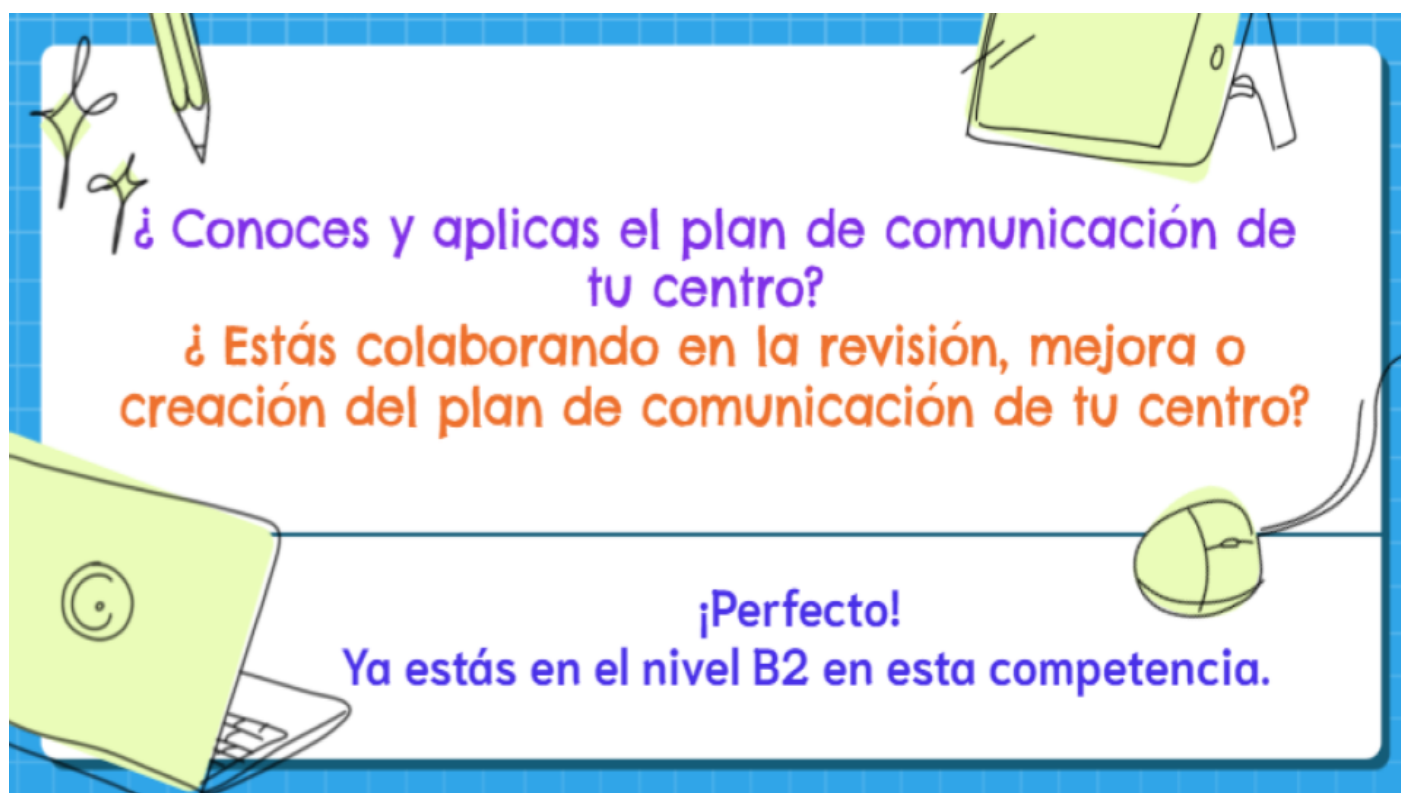 ¿ Conoces y aplicas el plan de comunicación de
tu centro?
¿ Estás colaborando en la revisión, mejora o
creación del plan de comunicación de tu centro?
¡Perfecto!
Ya estás en el nivel B2 en esta competencia.